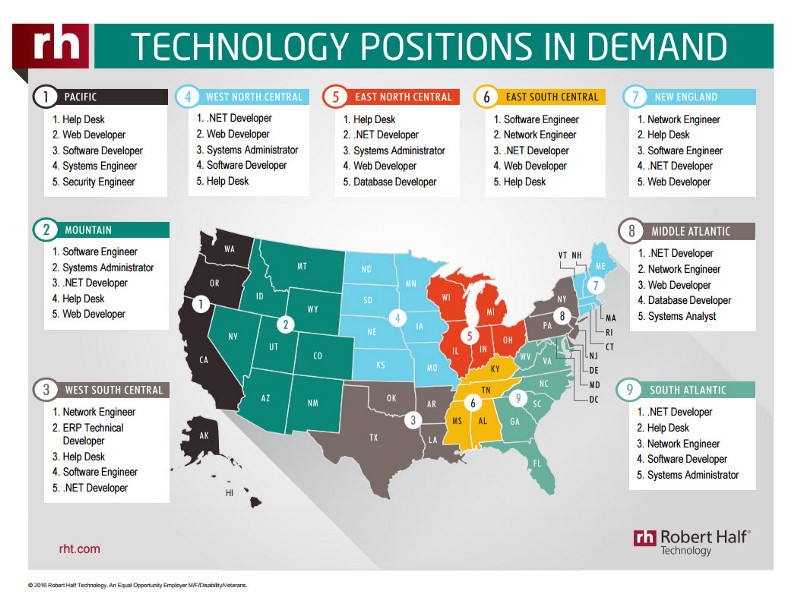 rh
TECHNOLOGY POSITIONS IN DEMAND
1 PACIFIC
1. Help Desk
2. Web Developer
3. Software Developer
4. Systems Engineer
5. Security Engineer
4 WEST NORTH CENTRAL
1. .NET Developer
2. Web Developer
3. Systems Administrator
4. Software Developer
5. Help Desk
5 EAST NORTH CENTRAL
1. Help Desk
2. .NET Developer
3. Systems Administrator
4. Web Developer
5. Database Developer
6 EAST SOUTH CENTRAL
1. Software Engineer
2. Network Engineer
3. .NET Developer
4. Web Developer
5. Help Desk
7 NEW ENGLAND
1. Network Engineer
2. Help Desk
3. Software Engineer
4. .NET Developer
5. Web Developer
2 MOUNTAIN
1. Software Engineer
2. Systems Administrator
3. .NET Developer
4. Help Desk
5. Web Developer
8 MIDDLE ATLANTIC
1. .NET Developer
2. Network Engineer
3. Web Developer
4. Database Developer
5. Systems Analyst
3 WEST SOUTH CENTRAL
1. Network Engineer
2. ERP Technical
Developer
3. Help Desk
4. Software Engineer
5. .NET Developer
9 SOUTH ATLANTIC
1. .NET Developer
2. Help Desk
3. Network Engineer
4. Software Developer
5. Systems Administrator
WA
OR
1
CA
AK
HI
MT
ID
WY
2
NV
UT
CO
AZ
NM
ND
MN
SD
4
NE
IA
KS
MO
OK
AR
3
TX
LA
WI
MI
5
IL
IN
OH
KY
TN
6
MS
AL
VT
NH
ME
7
MA
RI
CT
NY
8
PA
NJ
DE
MD
DC
WV
VA
NC
9
SC
GA
FL
rht.com
rh Robert Half®
Technology
© 2016 Robert Half Technology. An Equal Opportunity Employer M/F/Disability/Veterans.